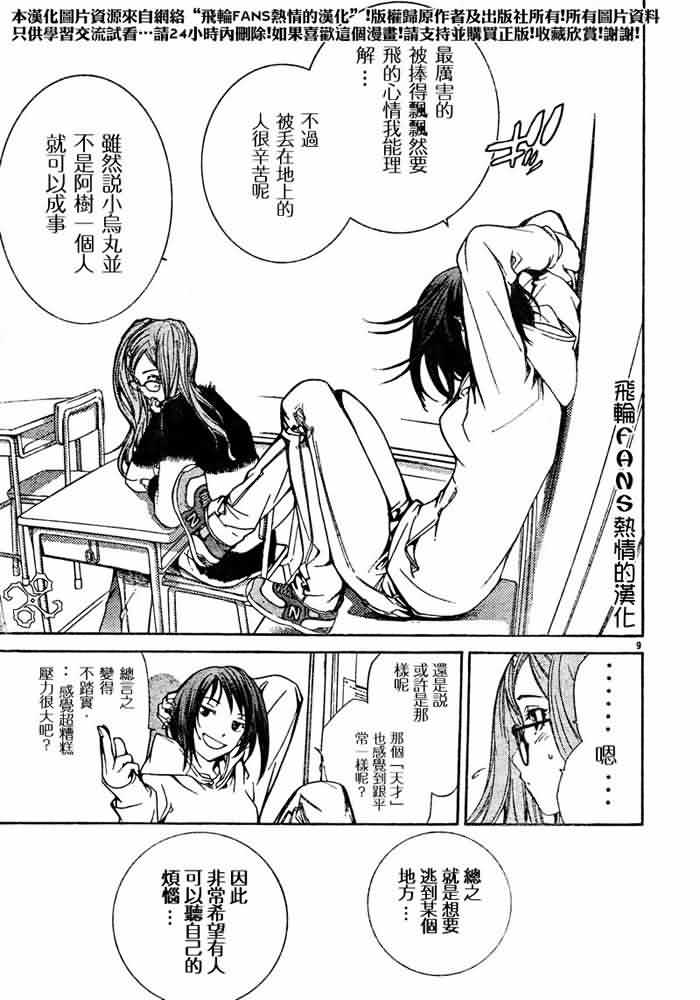 本漢化圖片資源來自網絡“飛輪FANS熱情的漢化”!版權歸原作者及出版社所有!所有圖片資料
只供學習交流試看…請24小時內刪除!如果喜歡這個漫畫!請支持並購買正版!收藏欣賞!謝謝!
最厲害的
被捧得飄飄然要
飛的心情我能理
解…
不過
被丟在地上的
人很辛苦呢
雖然説小烏丸並
不是阿樹一個人
就可以成事
飛輪FANS熱情的漢化
9
……
嗯……
還是説
或許是那
樣呢
那個「天才」
也感覺到跟平
常一樣呢?
總言之
變得
不踏實．
：感覺超糟糕
壓力很大吧?
總之
就是想要
逃到某個
地方…
因此
非常希望有人
可以聽自己的
煩惱…